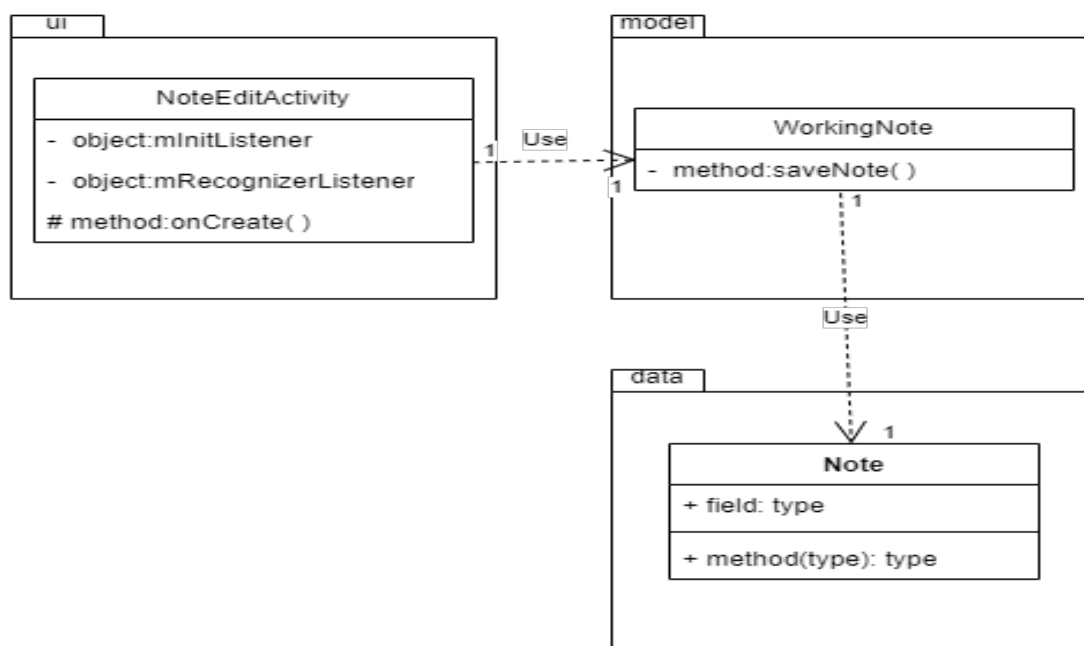 ui
NoteEditActivity
- object:mInitListener
- object:mRecognizerListener
# method:onCreate( )
1
Use
1
model
WorkingNote
- method:saveNote( )
1
Use
data
1
Note
+ field: type
+ method(type): type